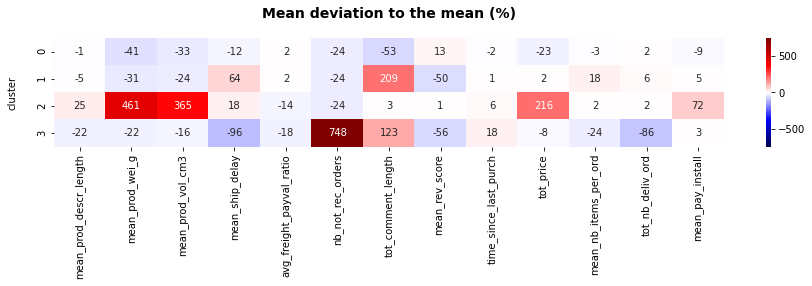 Mean deviation to the mean (%)
cluster
0 -1 -41 -33 -12 2 -24 -53 13 -2 -23 -3 2 -9
1 -5 -31 -24 64 2 -24 209 -50 1 2 18 6 5
2 25 461 365 18 -14 -24 3 1 6 216 2 2 72
3 -22 -22 -16 -96 -18 748 123 -56 18 -8 -24 -86 3
mean_prod_descr_length
mean_prod_wei_g
mean_prod_vol_cm3
mean_ship_delay
avg_freight_payval_ratio
nb_not_rec_orders
tot_comment_length
mean_rev_score
time_since_last_purch
tot_price
mean_nb_items_per_ord
tot_nb_deliv_ord
mean_pay_install
500
0
−500